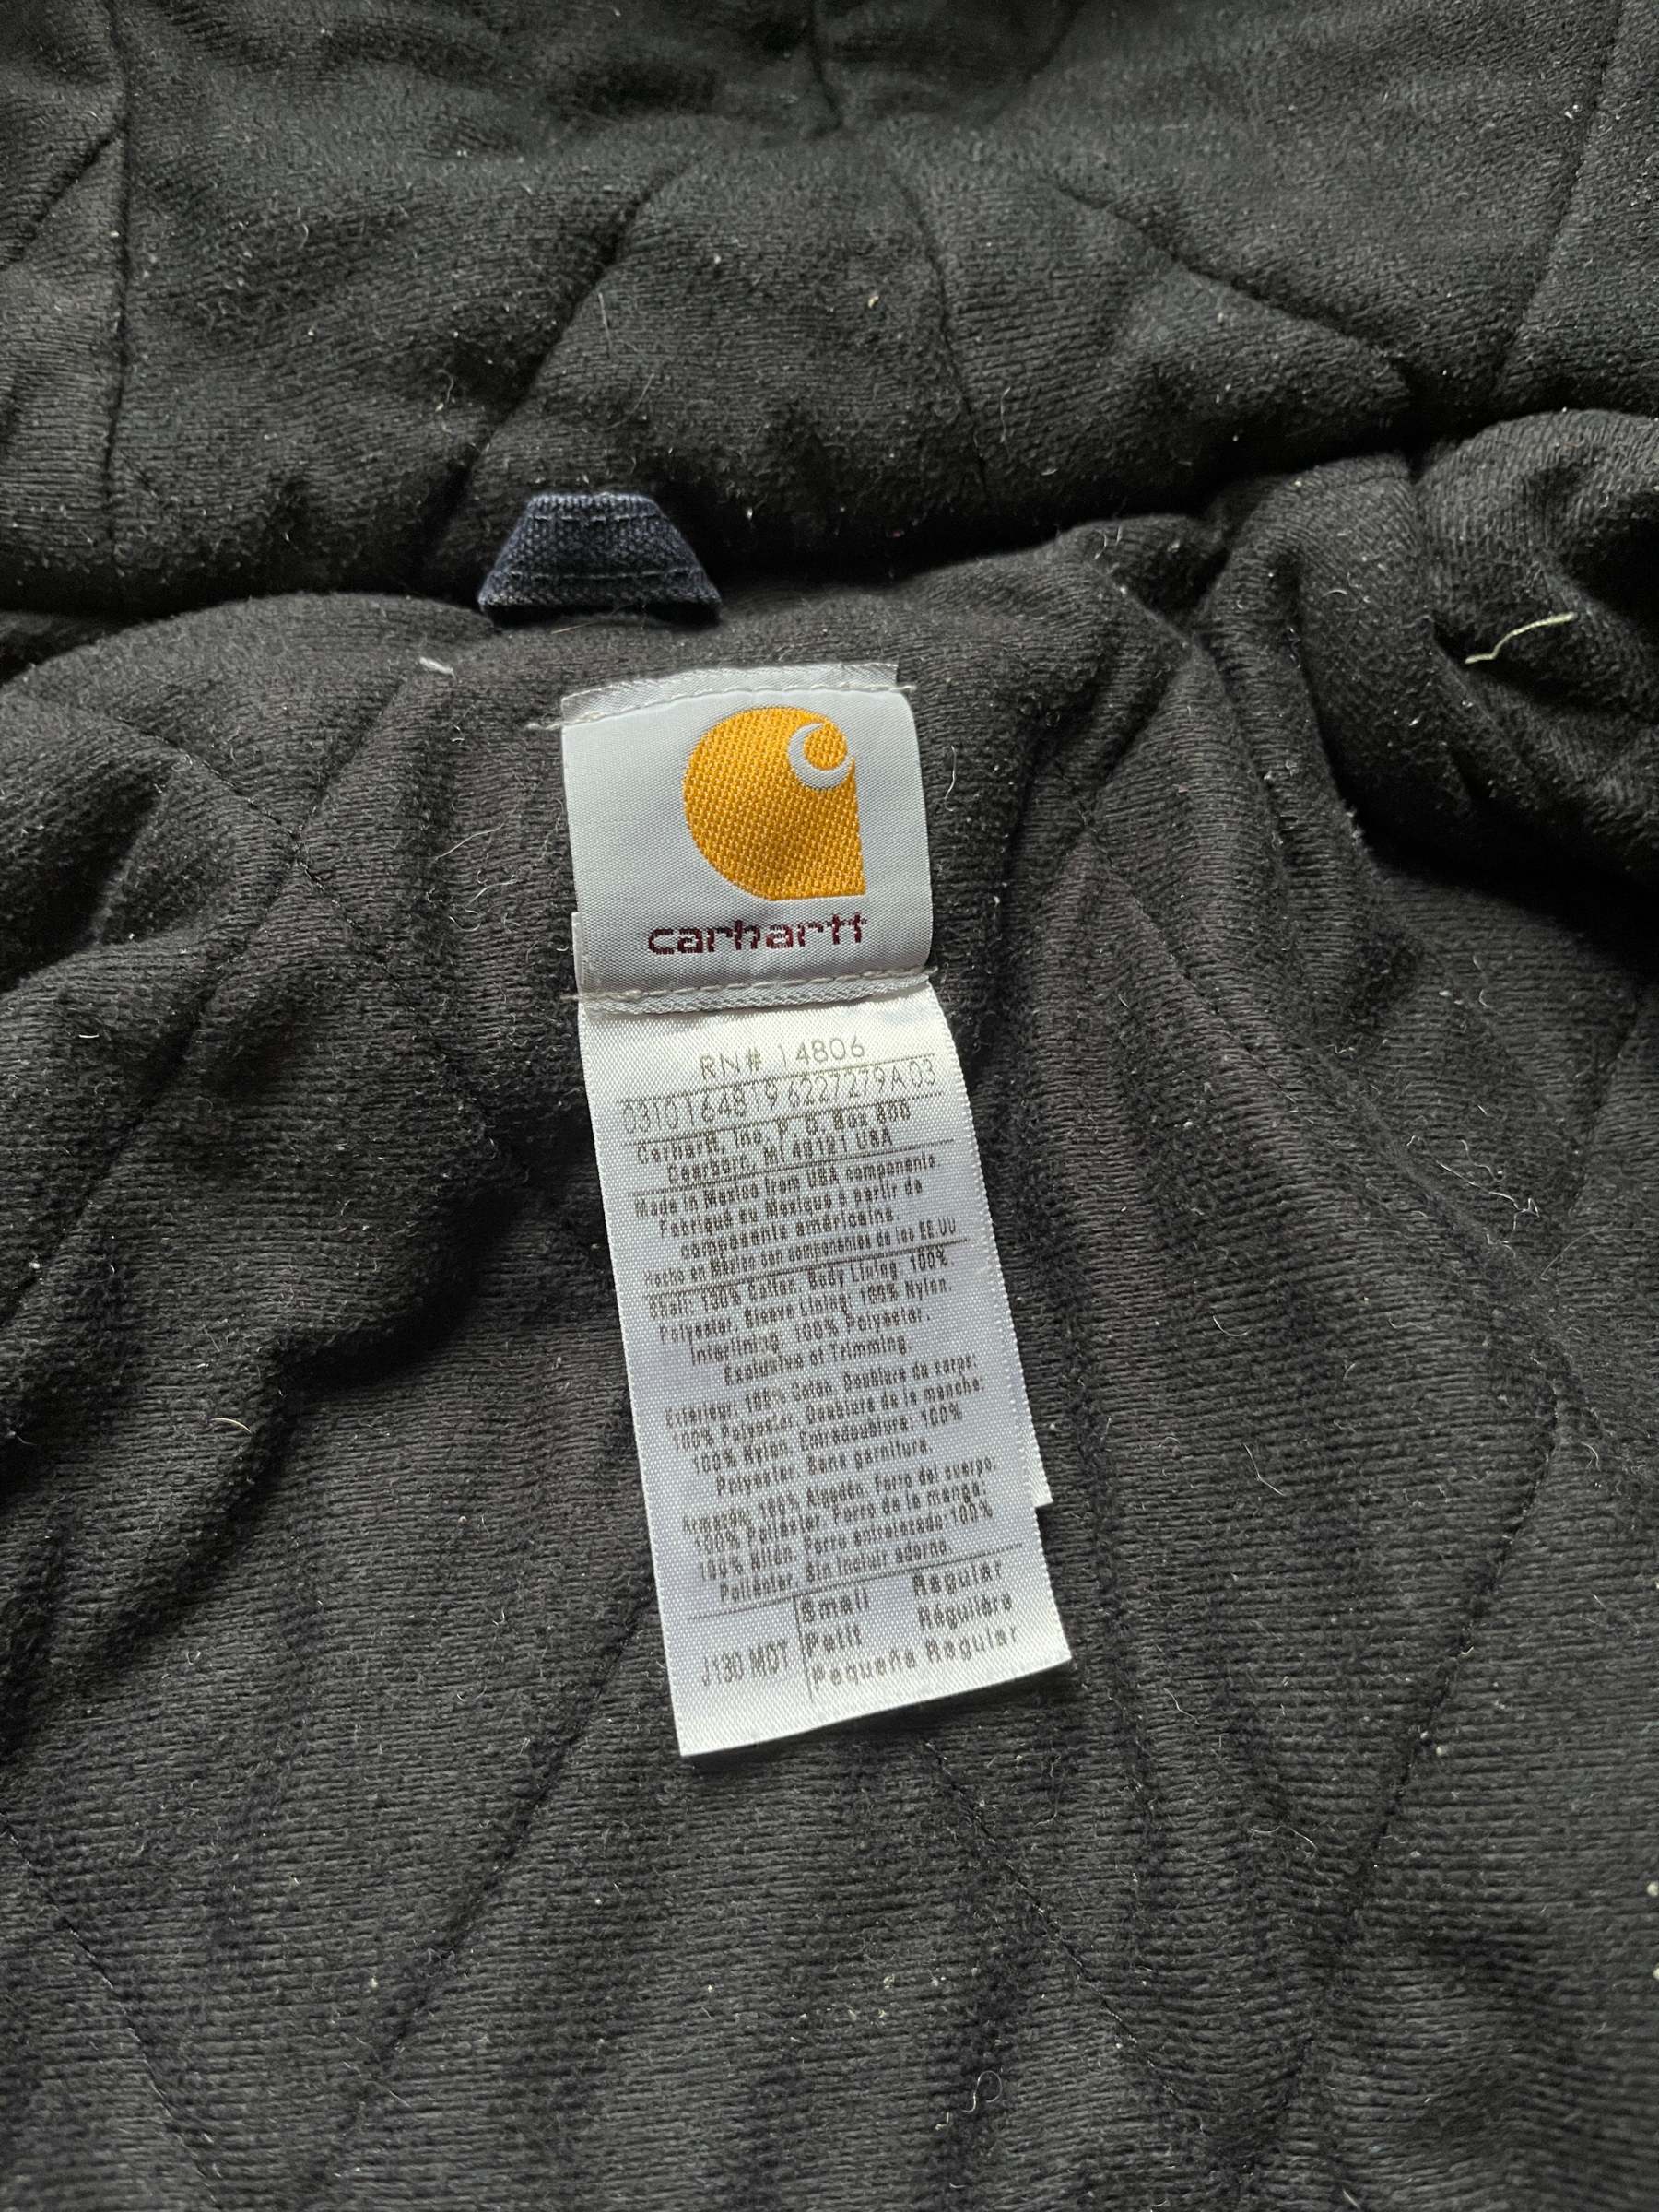 carhartt
RN# 14806
03101648196227279A03
Carhartt, Inc. P. O. Box 600
Dearborn, MI 48121 USA
Made in Mexico from USA components.
Fabriqué au Mexique à partir de
composants américains.
Hecho en México con componentes de los EE.UU.
Shell: 100% Cotton. Body Lining: 100%
Polyester. Sleeve Lining: 100% Nylon.
Interlining: 100% Polyester.
Exclusive of Trimming.
Extérieur: 100% Coton. Doublure du corps:
100% Polyester. Doublure de la manche:
100% Nylon. Entredoublure: 100%
Polyester. Sans garniture.
Armazón: 100% Algodón. Forro del cuerpo:
100% Poliéster. Forro de la manga:
100% Nilón. Forro entrelazado: 100%
Poliéster. Sin incluir adorno.
Small Regular
Petit Régulière
J130 MDT Pequeña Regular